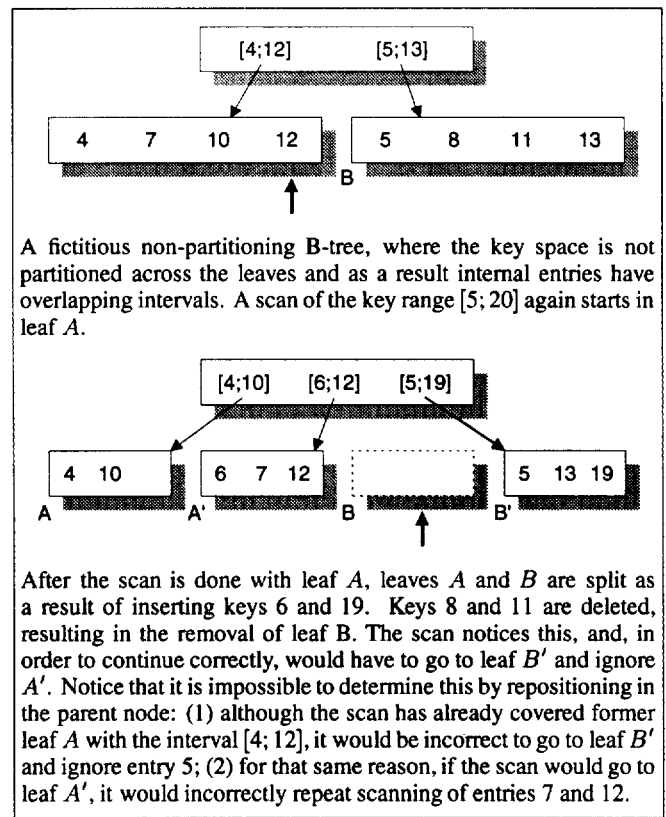 [4;12] [5;13]
4 7 10 12 5 8 11 13
B
A fictitious non-partitioning B-tree, where the key space is not
partitioned across the leaves and as a result internal entries have
overlapping intervals. A scan of the key range [5; 20] again starts in
leaf A.
[4;10] [6;12] [5;19]
4 10 6 7 12 5 13 19
A A' B B'
After the scan is done with leaf A, leaves A and B are split as
a result of inserting keys 6 and 19. Keys 8 and 11 are deleted,
resulting in the removal of leaf B. The scan notices this, and, in
order to continue correctly, would have to go to leaf B' and ignore
A'. Notice that it is impossible to determine this by repositioning in
the parent node: (1) although the scan has already covered former
leaf A with the interval [4; 12], it would be incorrect to go to leaf B'
and ignore entry 5; (2) for that same reason, if the scan would go to
leaf A', it would incorrectly repeat scanning of entries 7 and 12.